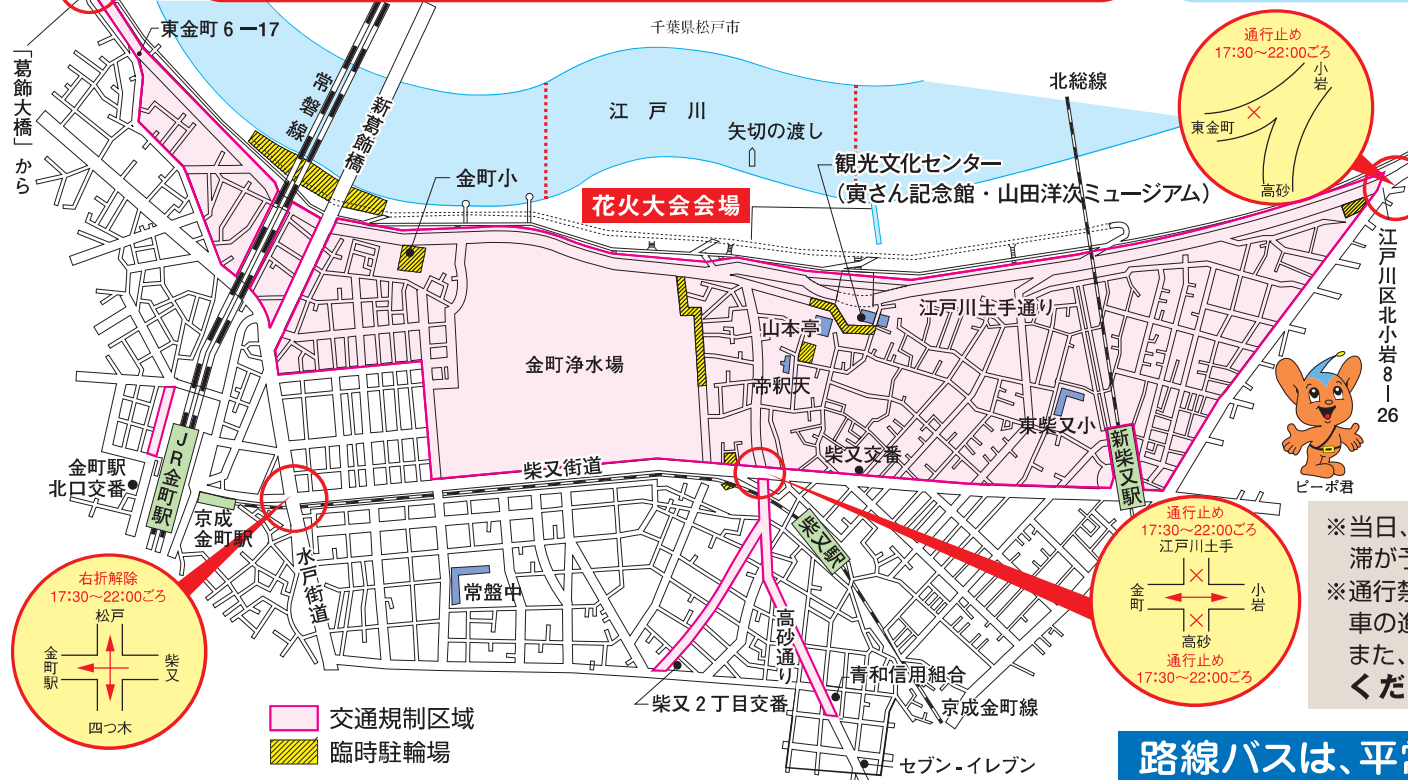 千葉県松戸市
東金町6ー17
「葛飾大橋」から
常磐線
新葛飾橋
江戸川
矢切の渡し
北総線
通行止め
17:30〜22:00ごろ
小岩
東金町
高砂
金町小
花火大会会場
観光文化センター
(寅さん記念館・山田洋次ミュージアム)
江戸川区北小岩8ー26
江戸川土手通り
山本亭
帝釈天
金町浄水場
東柴又小
新柴又駅
ピーポ君
柴又街道
柴又交番
金町駅
北口交番
JR金町駅
京成
金町駅
水戸街道
常盤中
柴又駅
高砂通り
右折解除
17:30〜22:00ごろ
松戸
金町駅
柴又
四つ木
通行止め
17:30〜22:00ごろ
江戸川土手
金町
小岩
高砂
通行止め
17:30〜22:00ごろ
柴又2丁目交番
青和信用組合
京成金町線
セブン-イレブン
交通規制区域
臨時駐輪場
※当日、
滞が予
※通行禁
車の進
また、
くだ
路線バスは、平常